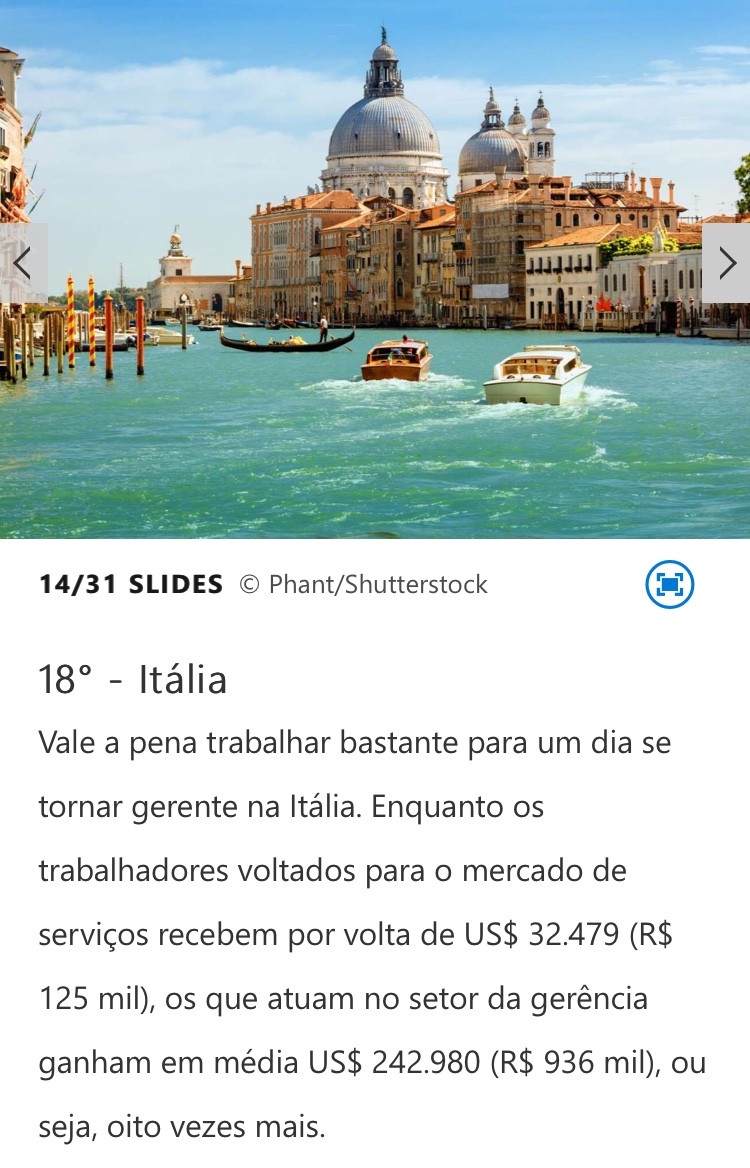 14/31 SLIDES © Phant/Shutterstock
18° - Itália
Vale a pena trabalhar bastante para um dia se
tornar gerente na Itália. Enquanto os
trabalhadores voltados para o mercado de
serviços recebem por volta de US$ 32.479 (R$
125 mil), os que atuam no setor da gerência
ganham em média US$ 242.980 (R$ 936 mil), ou
seja, oito vezes mais.